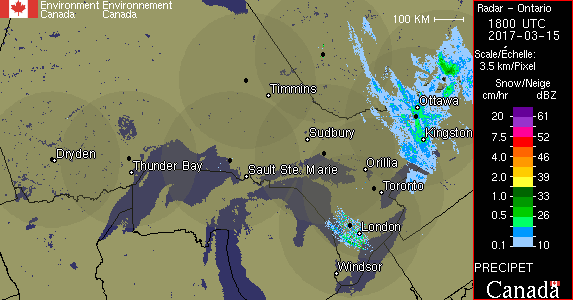 Environment Environnement
Canada Canada
100 KM
Timmins
Ottawa
Sudbury
Kingston
Dryden
Thunder Bay
Sault Ste. Marie
Orillia
Toronto
London
Windsor
Radar - Ontario
1800 UTC
2017-03-15
Scale/Échelle:
3.5 km/Pixel
Snow/Neige
cm/hr dBZ
20 61
7.5 52
4.0 46
2.0 39
1.0 33
0.5 26
0.1 10
PRECIPET
Canada